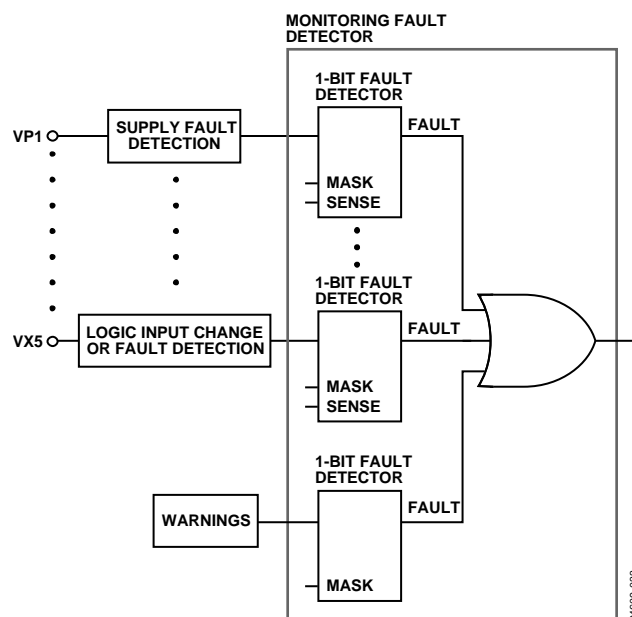 MONITORING FAULT
DETECTOR
1-BIT FAULT
DETECTOR
VP1
SUPPLY FAULT
DETECTION
FAULT
MASK
SENSE
1-BIT FAULT
DETECTOR
VX5
LOGIC INPUT CHANGE
OR FAULT DETECTION
FAULT
MASK
SENSE
1-BIT FAULT
DETECTOR
WARNINGS
FAULT
MASK